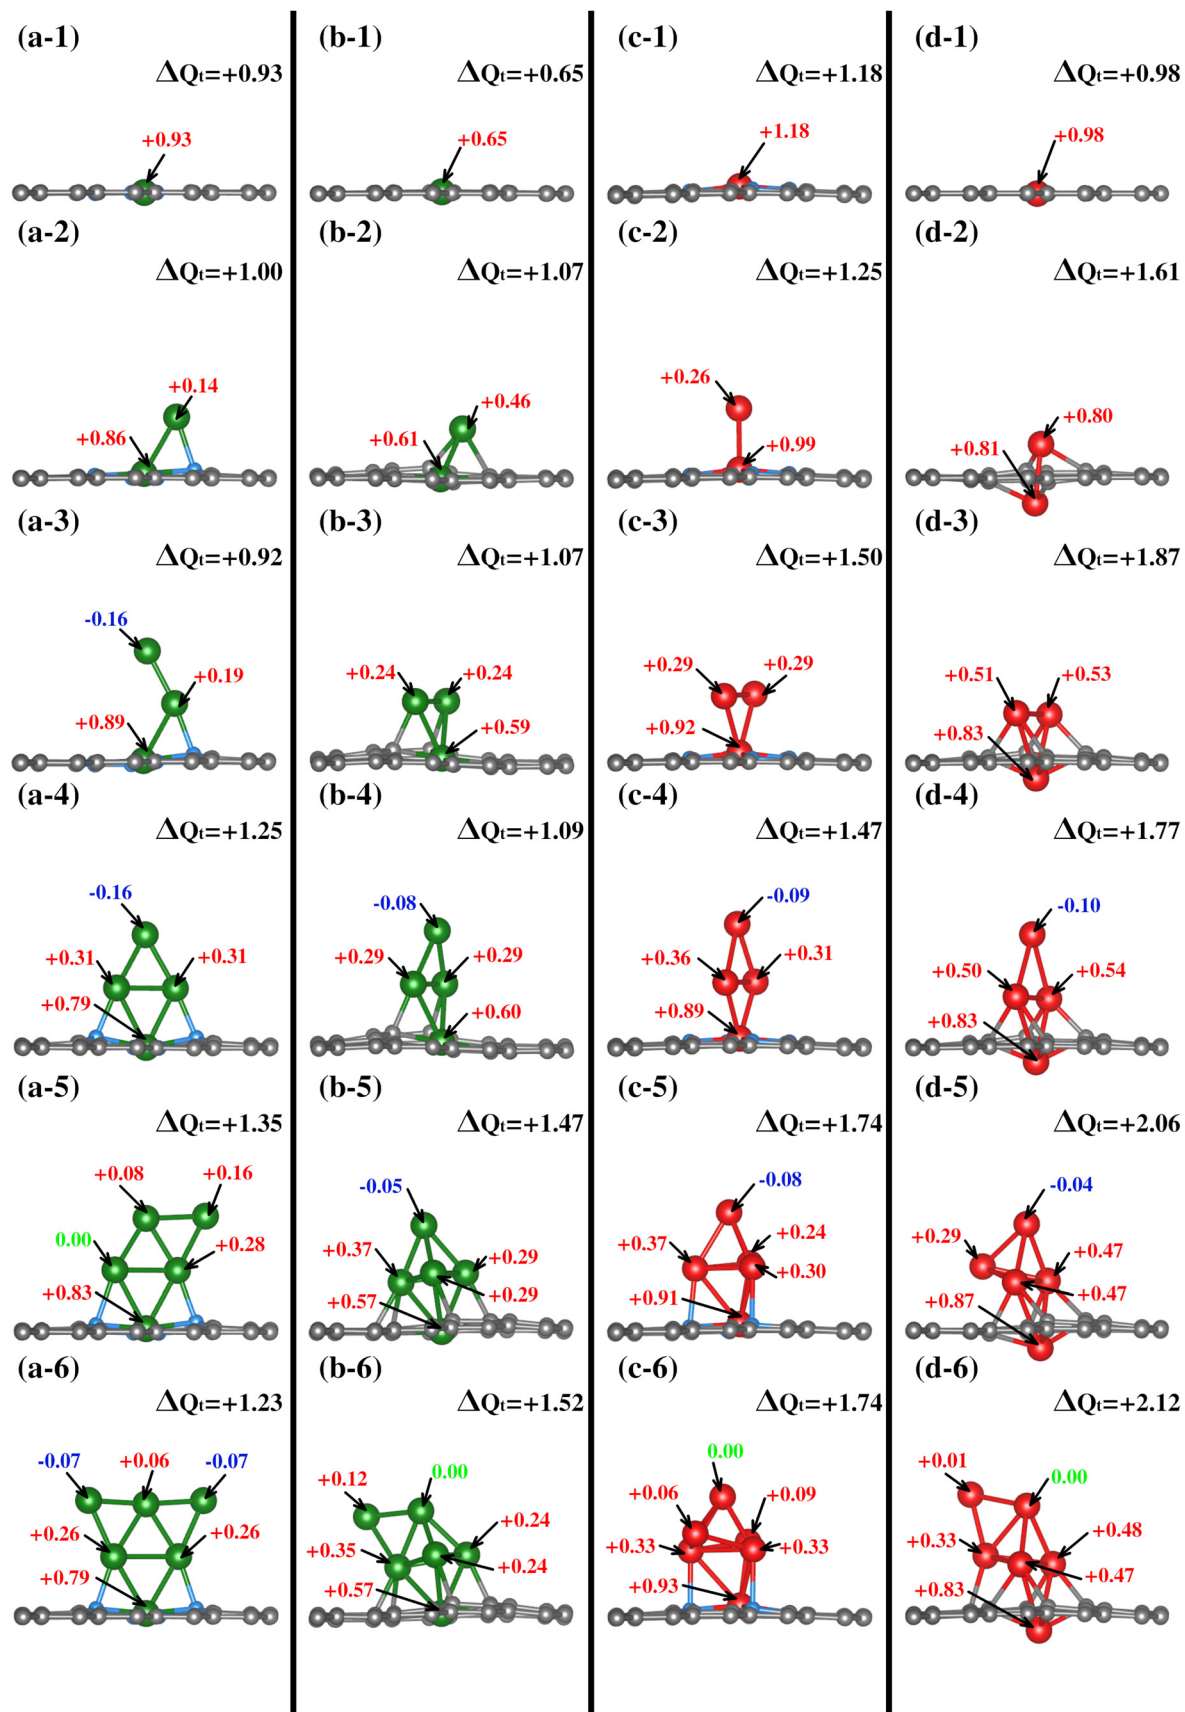 (a-1)
ΔQt=+0.93
+0.93
(b-1)
ΔQt=+0.65
+0.65
(c-1)
ΔQt=+1.18
+1.18
(d-1)
ΔQt=+0.98
+0.98
(a-2)
ΔQt=+1.00
+0.14
+0.86
(b-2)
ΔQt=+1.07
+0.46
+0.61
(c-2)
ΔQt=+1.25
+0.26
+0.99
(d-2)
ΔQt=+1.61
+0.80
+0.81
(a-3)
ΔQt=+0.92
-0.16
+0.19
+0.89
(b-3)
ΔQt=+1.07
+0.24
+0.24
+0.59
(c-3)
ΔQt=+1.50
+0.29
+0.29
+0.92
(d-3)
ΔQt=+1.87
+0.51
+0.53
+0.83
(a-4)
ΔQt=+1.25
-0.16
+0.31
+0.31
+0.79
(b-4)
ΔQt=+1.09
-0.08
+0.29
+0.29
+0.60
(c-4)
ΔQt=+1.47
-0.09
+0.36
+0.31
+0.89
(d-4)
ΔQt=+1.77
-0.10
+0.50
+0.54
+0.83
(a-5)
ΔQt=+1.35
+0.08
+0.16
0.00
+0.28
+0.83
(b-5)
ΔQt=+1.47
-0.05
+0.37
+0.29
+0.29
+0.57
(c-5)
ΔQt=+1.74
-0.08
+0.24
+0.37
+0.30
+0.91
(d-5)
ΔQt=+2.06
-0.04
+0.29
+0.47
+0.47
+0.87
(a-6)
ΔQt=+1.23
-0.07
+0.06
-0.07
+0.26
+0.26
+0.79
(b-6)
ΔQt=+1.52
+0.12
0.00
+0.24
+0.35
+0.24
+0.57
(c-6)
ΔQt=+1.74
0.00
+0.06
+0.09
+0.33
+0.33
+0.93
(d-6)
ΔQt=+2.12
+0.01
0.00
+0.33
+0.48
+0.47
+0.83